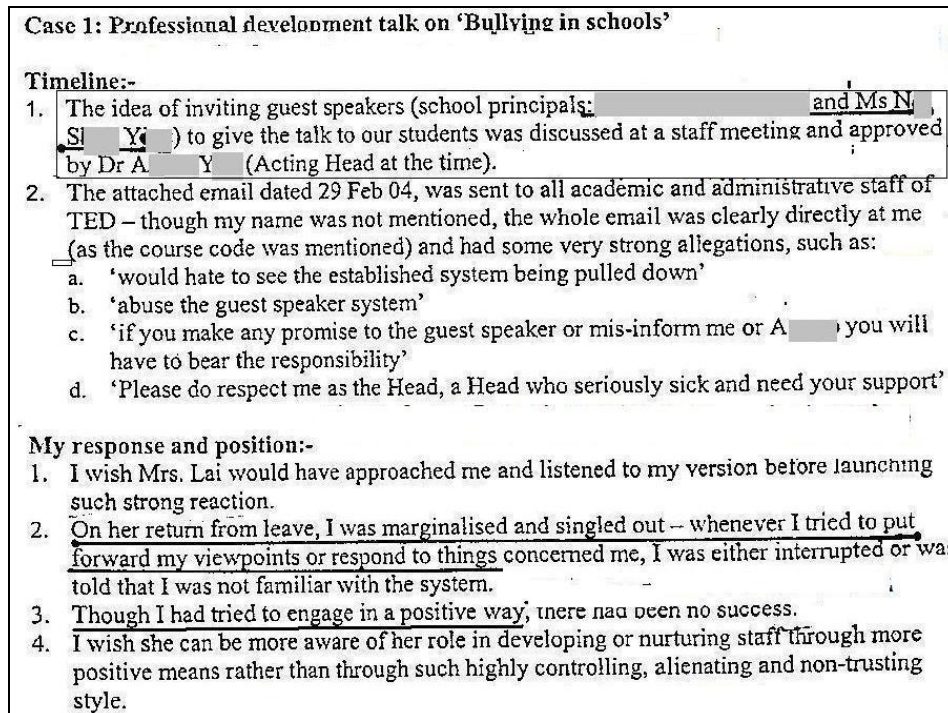 Case 1: Professional development talk on 'Bullying in schools'
Timeline:-
1. The idea of inviting guest speakers (school principals: and Ms N
S Y ) to give the talk to our students was discussed at a staff meeting and approved
by Dr A Y (Acting Head at the time).
2. The attached email dated 29 Feb 04, was sent to all academic and administrative staff of
TED – though my name was not mentioned, the whole email was clearly directly at me
(as the course code was mentioned) and had some very strong allegations, such as:
a. 'would hate to see the established system being pulled down'
b. 'abuse the guest speaker system'
c. 'if you make any promise to the guest speaker or mis-inform me or A you will
have to bear the responsibility'
d. 'Please do respect me as the Head, a Head who seriously sick and need your support'
My response and position:-
1. I wish Mrs. Lai would have approached me and listened to my version before launching
such strong reaction.
2. On her return from leave, I was marginalised and singled out – whenever I tried to put
forward my viewpoints or respond to things concerned me, I was either interrupted or wa
told that I was not familiar with the system.
3. Though I had tried to engage in a positive way, there had been no success.
4. I wish she can be more aware of her role in developing or nurturing staff through more
positive means rather than through such highly controlling, alienating and non-trusting
style.